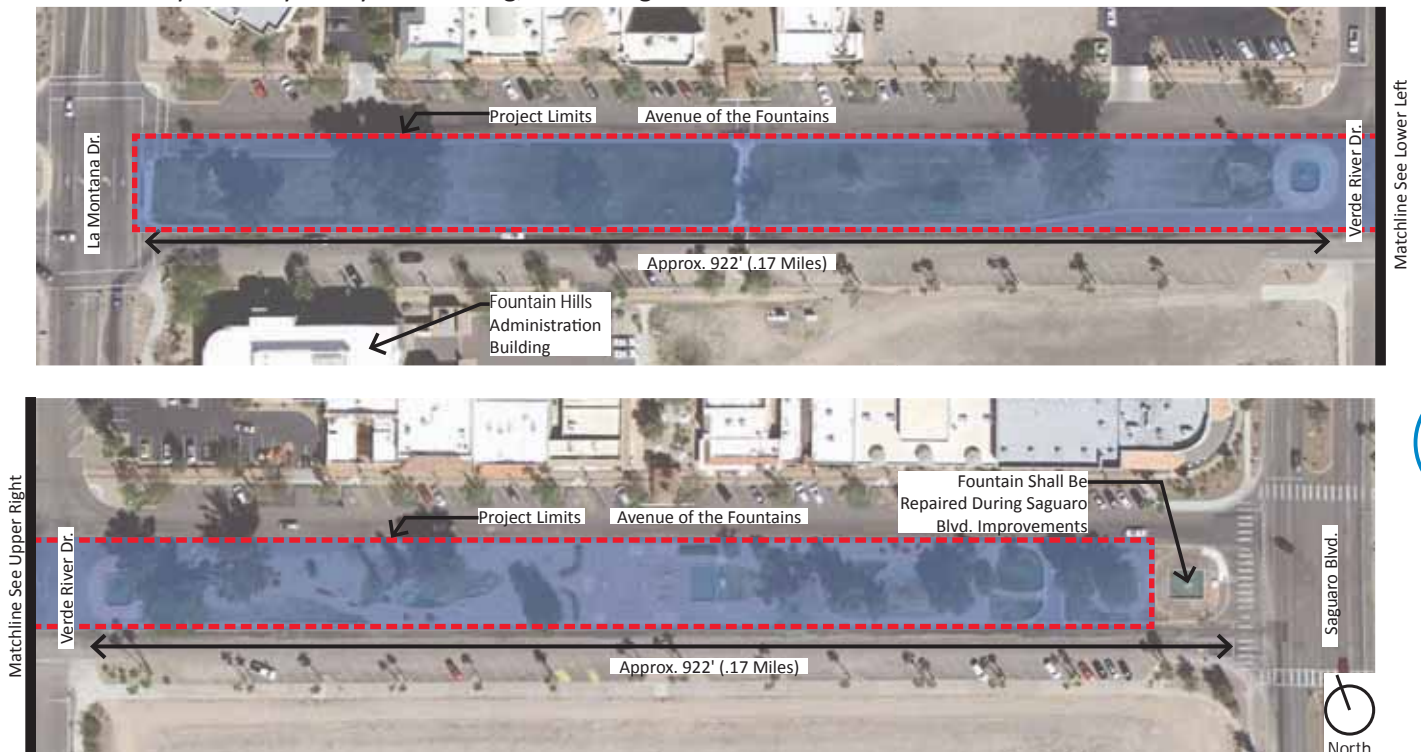 Project Limits
Avenue of the Fountains
La Montana Dr.
Verde River Dr.
Matchline See Lower Left
Approx. 922' (.17 Miles)
Fountain Hills
Administration
Building
Matchline See Upper Right
Verde River Dr.
Project Limits
Avenue of the Fountains
Fountain Shall Be
Repaired During Saguaro
Blvd. Improvements
Saguaro Blvd.
Approx. 922' (.17 Miles)
North